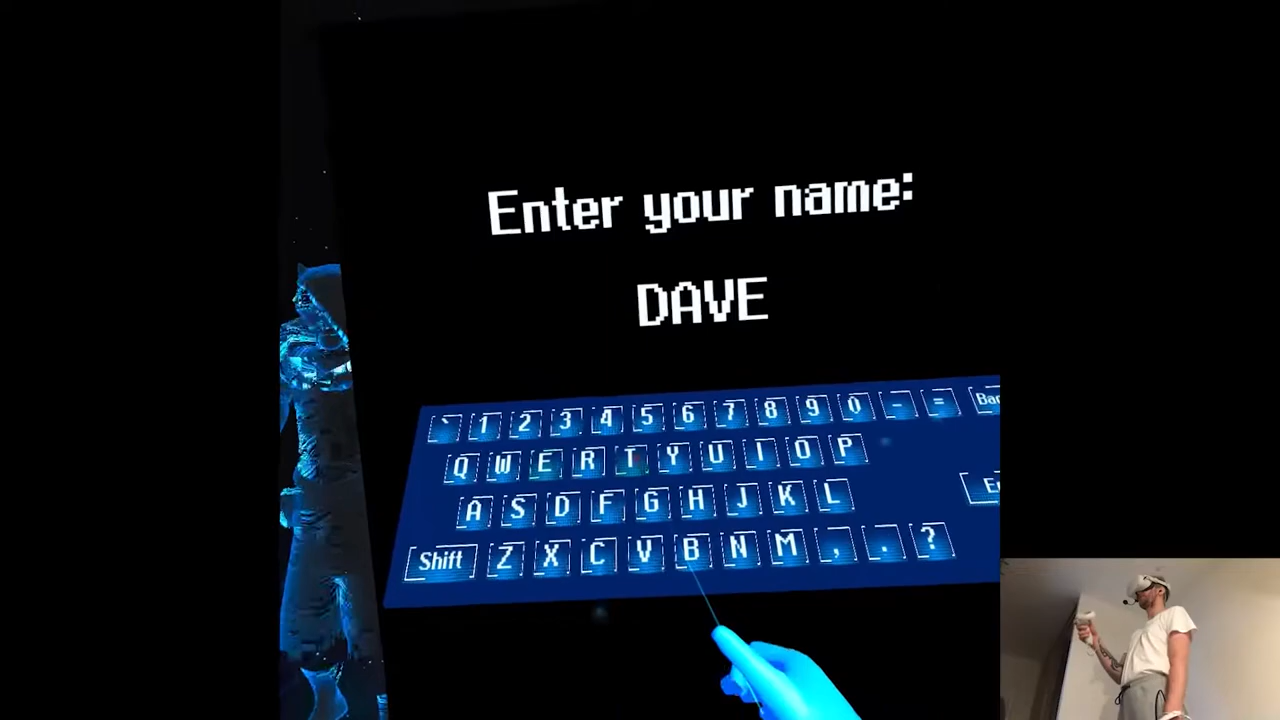 Enter your name:
DAVE
` 1 2 3 4 5 6 7 8 9 0 - =
Q W E R T Y U I O P
A S D F G H J K L
Shift Z X C V B N M , . ?